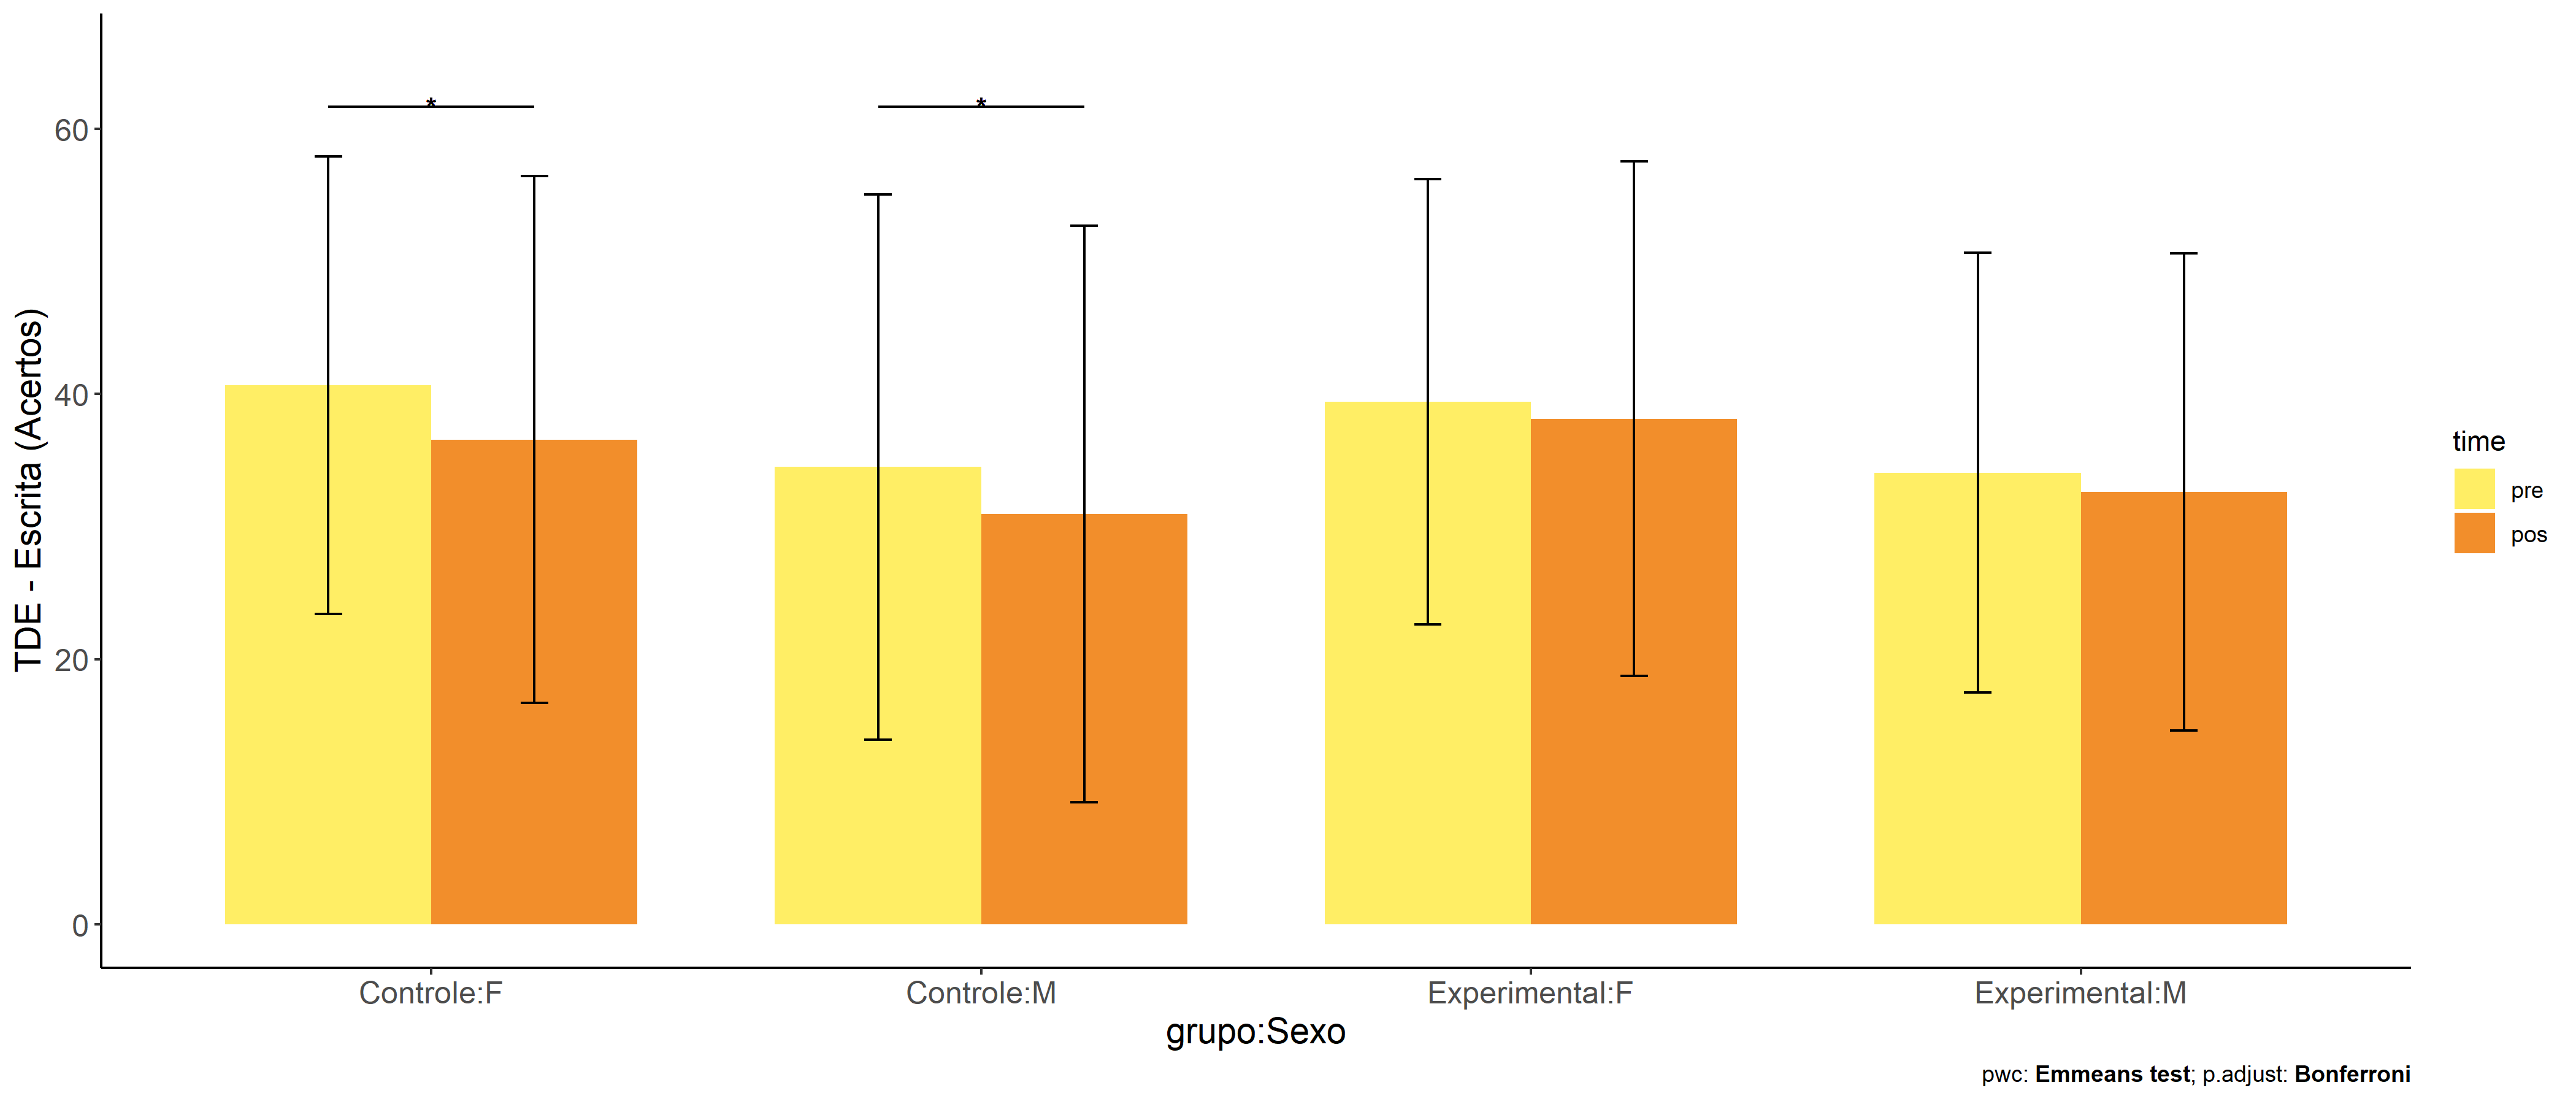 * *
60
40
20
0
TDE - Escrita (Acertos)
Controle:F Controle:M Experimental:F Experimental:M
grupo:Sexo
time
pre
pos
pwc: Emmeans test; p.adjust: Bonferroni